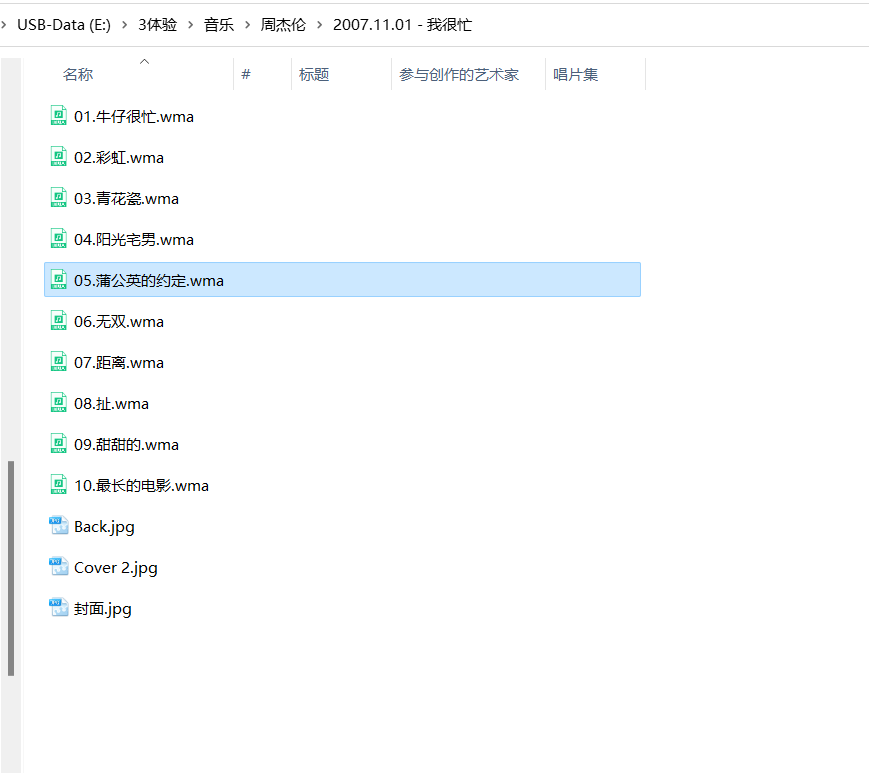 USB-Data (E:) › 3体验 › 音乐 › 周杰伦 › 2007.11.01 - 我很忙
名称 # 标题 参与创作的艺术家 唱片集
01.牛仔很忙.wma
02.彩虹.wma
03.青花瓷.wma
04.阳光宅男.wma
05.蒲公英的约定.wma
06.无双.wma
07.距离.wma
08.扯.wma
09.甜甜的.wma
10.最长的电影.wma
Back.jpg
Cover 2.jpg
封面.jpg